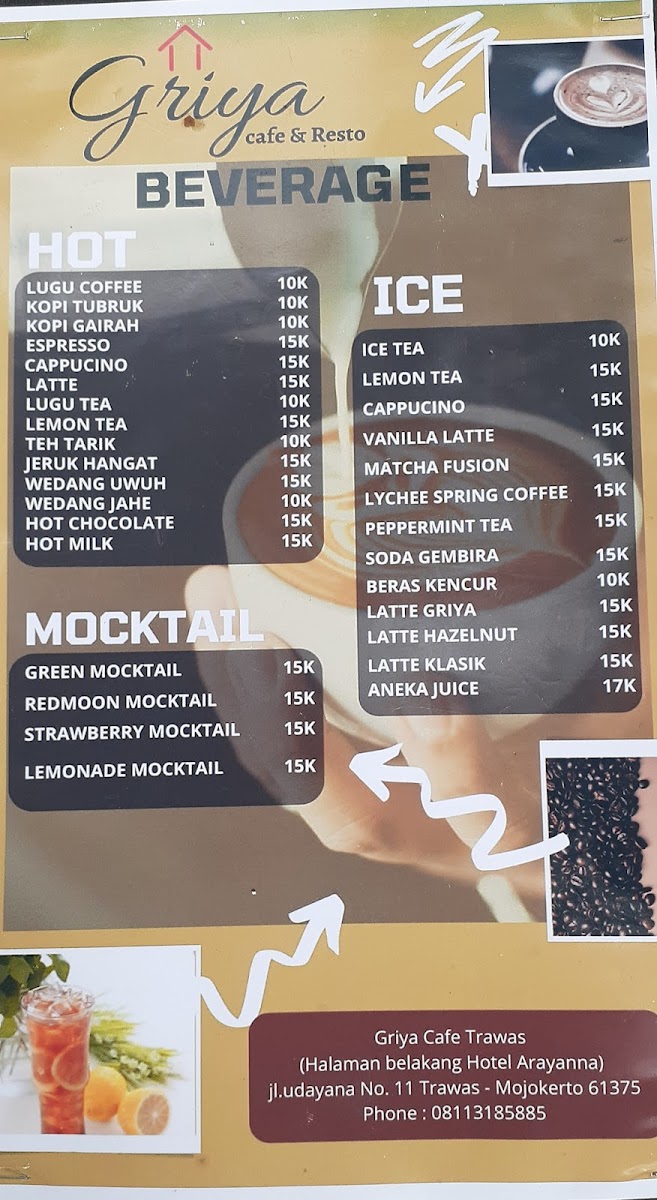 Griya
cafe & Resto
BEVERAGE
HOT
LUGU COFFEE 10K
KOPI TUBRUK 10K
KOPI GAIRAH 10K
ESPRESSO 15K
CAPPUCINO 15K
LATTE 15K
LUGU TEA 10K
LEMON TEA 15K
TEH TARIK 10K
JERUK HANGAT 15K
WEDANG UWUH 15K
WEDANG JAHE 10K
HOT CHOCOLATE 15K
HOT MILK 15K
MOCKTAIL
GREEN MOCKTAIL 15K
REDMOON MOCKTAIL 15K
STRAWBERRY MOCKTAIL 15K
LEMONADE MOCKTAIL 15K
ICE
ICE TEA 10K
LEMON TEA 15K
CAPPUCINO 15K
VANILLA LATTE 15K
MATCHA FUSION 15K
LYCHEE SPRING COFFEE 15K
PEPPERMINT TEA 15K
SODA GEMBIRA 15K
BERAS KENCUR 10K
LATTE GRIYA 15K
LATTE HAZELNUT 15K
LATTE KLASIK 15K
ANEKA JUICE 17K
Griya Cafe Trawas
(Halaman belakang Hotel Arayanna)
jl.udayana No. 11 Trawas - Mojokerto 61375
Phone : 08113185885